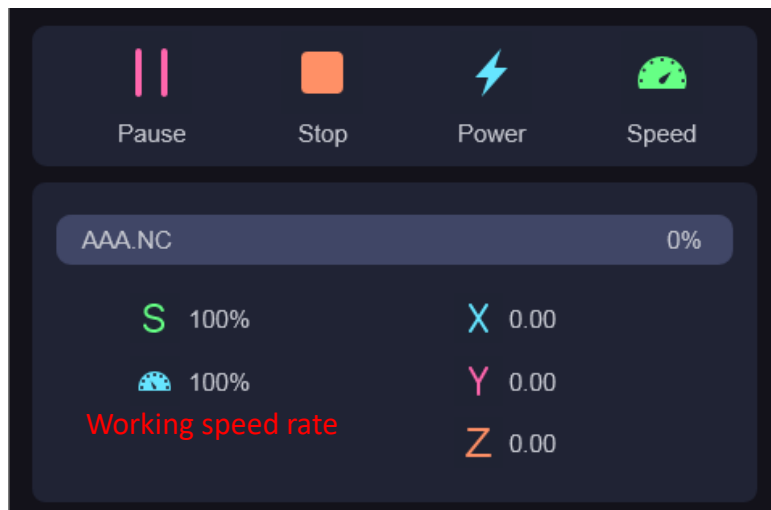 Pause Stop Power Speed
AAA.NC 0%
S 100% X 0.00
100% Y 0.00
Working speed rate
Z 0.00